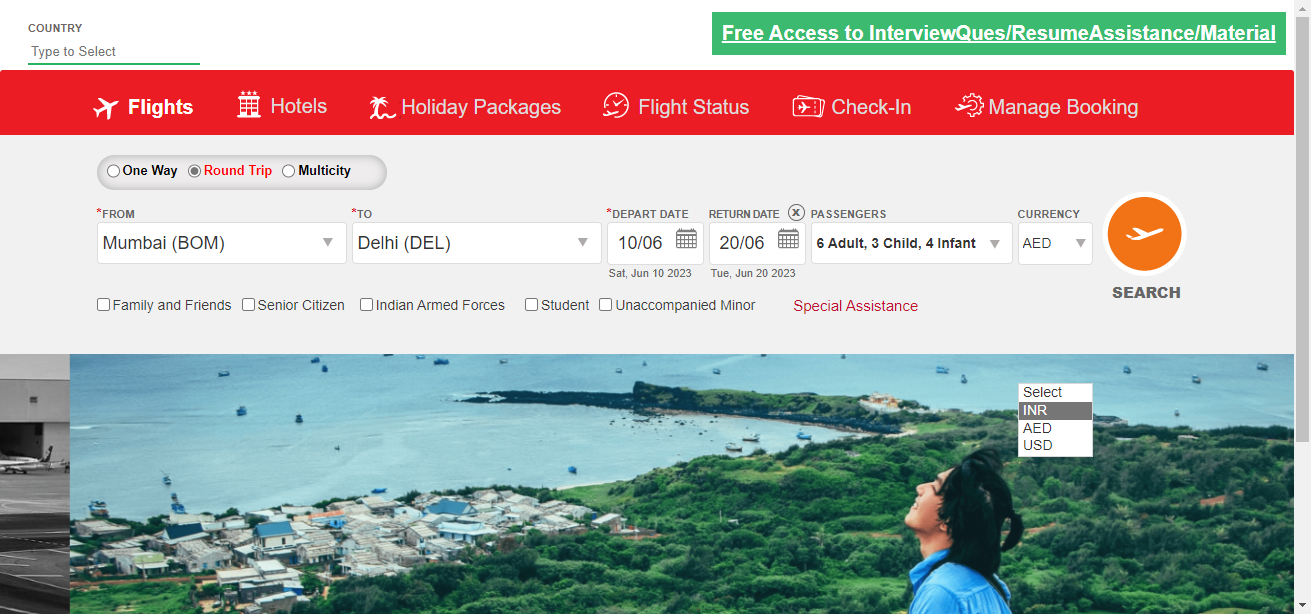 COUNTRY
Type to Select
Free Access to InterviewQues/ResumeAssistance/Material
Flights Hotels Holiday Packages Flight Status Check-In Manage Booking
One Way Round Trip Multicity
*FROM *TO *DEPART DATE RETURN DATE PASSENGERS CURRENCY
Mumbai (BOM) Delhi (DEL) 10/06 20/06 6 Adult, 3 Child, 4 Infant AED
Sat, Jun 10 2023 Tue, Jun 20 2023
SEARCH
Family and Friends Senior Citizen Indian Armed Forces Student Unaccompanied Minor Special Assistance
Select
INR
AED
USD